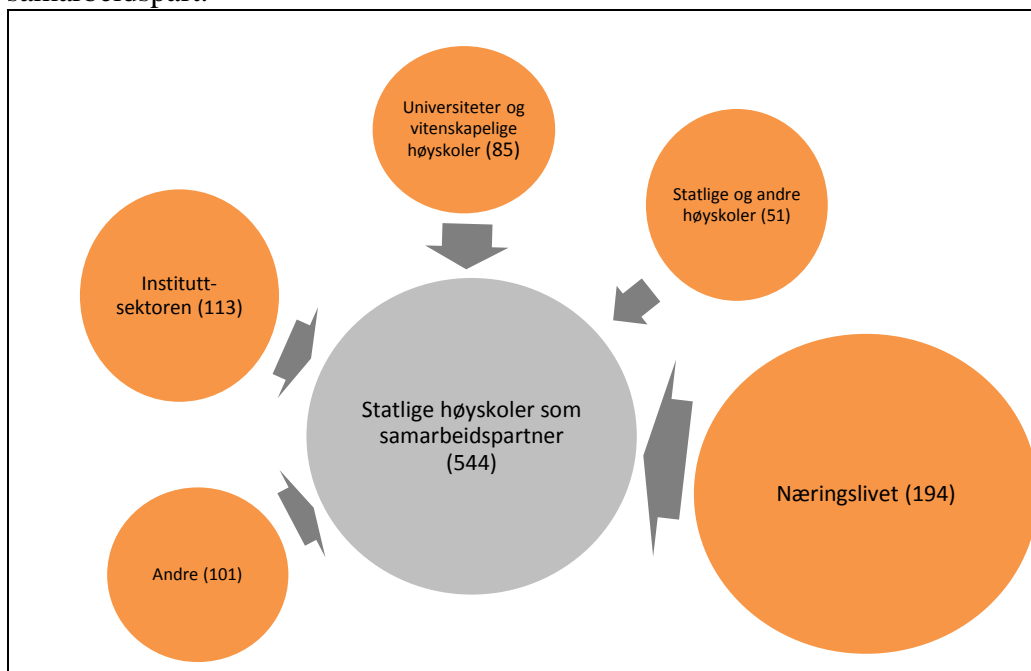 samarbeidspart.
Universiteter og
vitenskapelige
høyskoler (85)
Statlige og andre
høyskoler (51)
Institutt-
sektoren (113)
Statlige høyskoler som
samarbeidspartner
(544)
Næringslivet (194)
Andre (101)